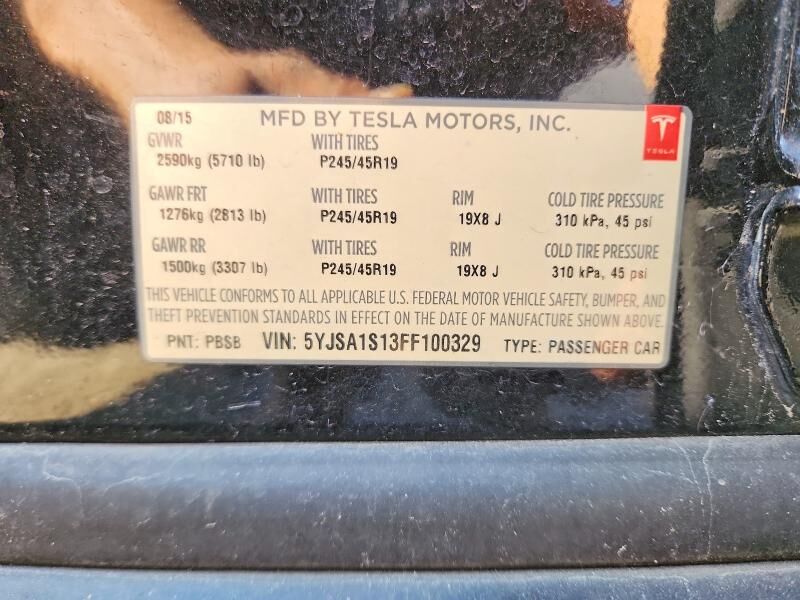 08/15 MFD BY TESLA MOTORS, INC.
TESLA
GVWR WITH TIRES
2590kg (5710 lb) P245/45R19
GAWR FRT WITH TIRES RIM COLD TIRE PRESSURE
1276kg (2813 lb) P245/45R19 19X8 J 310 kPa, 45 psi
GAWR RR WITH TIRES RIM COLD TIRE PRESSURE
1500kg (3307 lb) P245/45R19 19X8 J 310 kPa, 45 psi
THIS VEHICLE CONFORMS TO ALL APPLICABLE U.S. FEDERAL MOTOR VEHICLE SAFETY, BUMPER, AND
THEFT PREVENTION STANDARDS IN EFFECT ON THE DATE OF MANUFACTURE SHOWN ABOVE.
PNT: PBSB VIN: 5YJSA1S13FF100329 TYPE: PASSENGER CAR